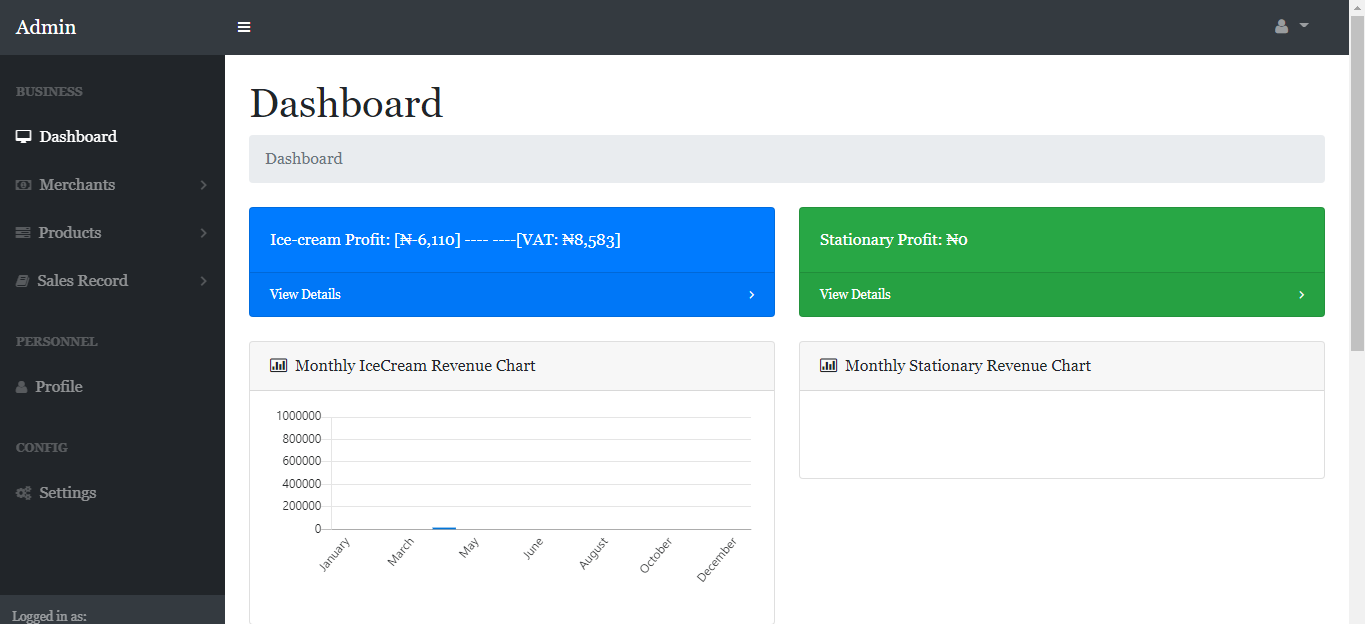 Admin
BUSINESS
Dashboard
Merchants
Products
Sales Record
PERSONNEL
Profile
CONFIG
Settings
Logged in as:
Dashboard
Dashboard
Ice-cream Profit: [₦-6,110] ---- ----[VAT: ₦8,583]
View Details
Stationary Profit: ₦0
View Details
Monthly IceCream Revenue Chart
1000000
800000
600000
400000
200000
0
January
March
May
June
August
October
December
Monthly Stationary Revenue Chart